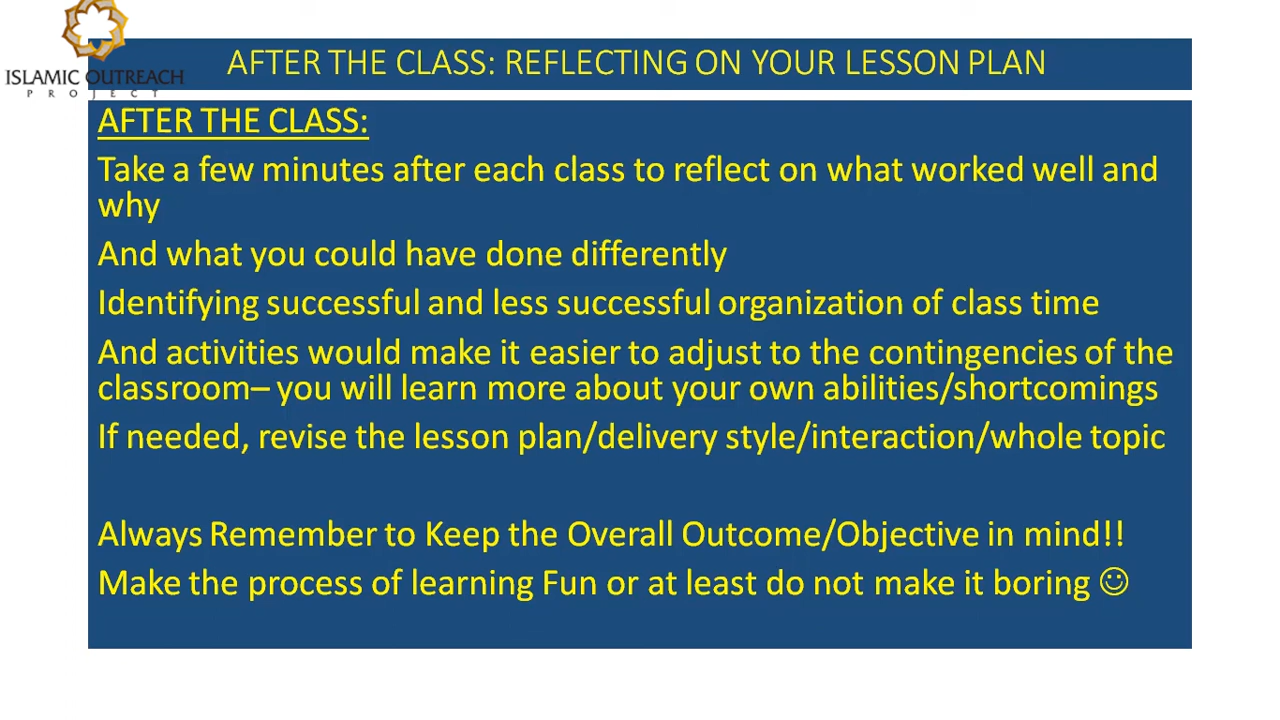 ISLAMIC OUTREACH
PROJECT
AFTER THE CLASS: REFLECTING ON YOUR LESSON PLAN
AFTER THE CLASS:
Take a few minutes after each class to reflect on what worked well and
why
And what you could have done differently
Identifying successful and less successful organization of class time
And activities would make it easier to adjust to the contingencies of the
classroom– you will learn more about your own abilities/shortcomings
If needed, revise the lesson plan/delivery style/interaction/whole topic
Always Remember to Keep the Overall Outcome/Objective in mind!!
Make the process of learning Fun or at least do not make it boring ☺